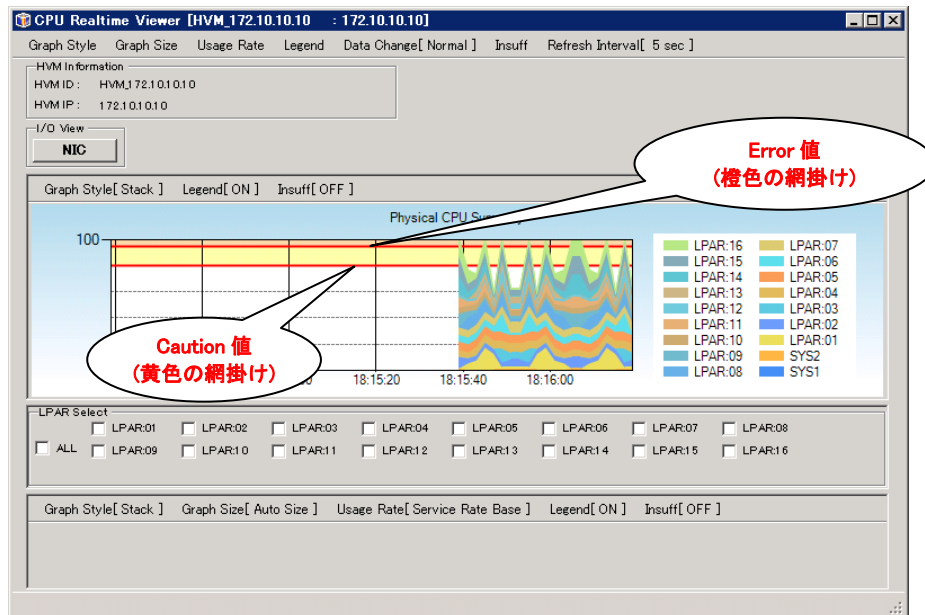 CPU Realtime Viewer [HVM_172.10.10.10 : 172.10.10.10]
Graph Style Graph Size Usage Rate Legend Data Change[ Normal ] Insuff Refresh Interval[ 5 sec ]
HVM Information
HVM ID : HVM_172.10.10.10
HVM IP : 172.10.10.10
I/O View
NIC
Error 値
(橙色の網掛け)
Graph Style[ Stack ] Legend[ ON ] Insuff[ OFF ]
Physical CPU
100
LPAR:16 LPAR:07
LPAR:15 LPAR:06
LPAR:14 LPAR:05
LPAR:13 LPAR:04
LPAR:12 LPAR:03
LPAR:11 LPAR:02
LPAR:10 LPAR:01
LPAR:09 SYS2
LPAR:08 SYS1
Caution 値
(黄色の網掛け)
18:15:20 18:15:40 18:16:00
LPAR Select
LPAR:01 LPAR:02 LPAR:03 LPAR:04 LPAR:05 LPAR:06 LPAR:07 LPAR:08
ALL LPAR:09 LPAR:10 LPAR:11 LPAR:12 LPAR:13 LPAR:14 LPAR:15 LPAR:16
Graph Style[ Stack ] Graph Size[ Auto Size ] Usage Rate[ Service Rate Base ] Legend[ ON ] Insuff[ OFF ]